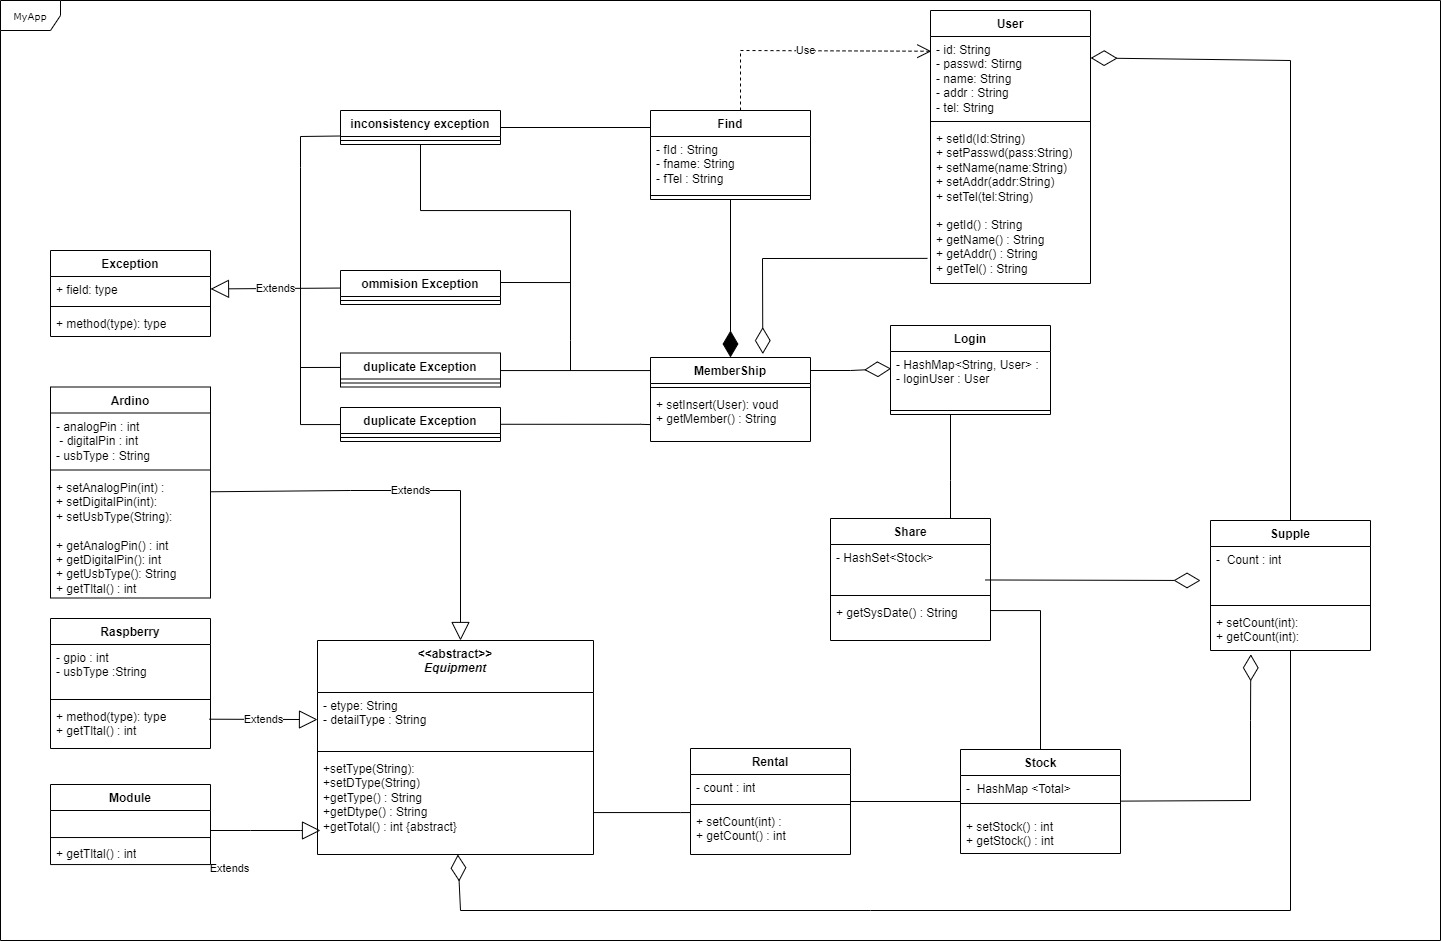 MyApp
User
- id: String
- passwd: Stirng
- name: String
- addr : String
- tel: String
+ setId(Id:String)
+ setPasswd(pass:String)
+ setName(name:String)
+ setAddr(addr:String)
+ setTel(tel:String)
+ getId() : String
+ getName() : String
+ getAddr() : String
+ getTel() : String
Use
inconsistency exception
Find
- fId : String
- fname: String
- fTel : String
Exception
+ field: type
+ method(type): type
Extends
ommision Exception
duplicate Exception
duplicate Exception
MemberShip
+ setInsert(User): voud
+ getMember() : String
Login
- HashMap<String, User> :
- loginUser : User
Ardino
- analogPin : int
- digitalPin : int
- usbType : String
+ setAnalogPin(int) :
+ setDigitalPin(int):
+ setUsbType(String):
+ getAnalogPin() : int
+ getDigitalPin(): int
+ getUsbType(): String
+ getTItal() : int
Extends
Share
- HashSet<Stock>
+ getSysDate() : String
Supple
- Count : int
+ setCount(int):
+ getCount(int):
Raspberry
- gpio : int
- usbType :String
+ method(type): type
+ getTItal() : int
Extends
<<abstract>>
Equipment
- etype: String
- detailType : String
+setType(String):
+setDType(String)
+getType() : String
+getDtype() : String
+getTotal() : int {abstract}
Module
+ getTItal() : int
Extends
Rental
- count : int
+ setCount(int) :
+ getCount() : int
Stock
- HashMap <Total>
+ setStock() : int
+ getStock() : int